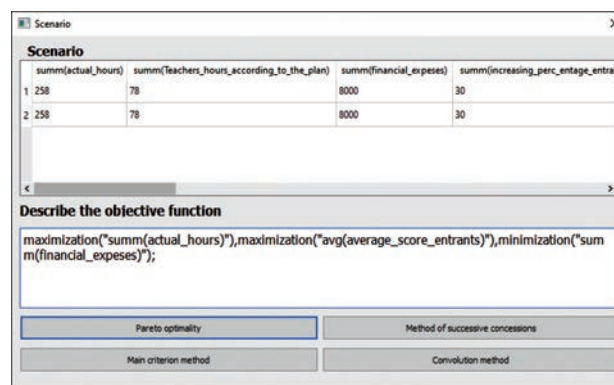 Scenario
Scenario
summ(actual_hours) summ(Teachers_hours_according_to_the_plan) summ(financial_expeses) summ(increasing_perc_entage_entra
1 258 78 8000 30
2 258 78 8000 30
Describe the objective function
maximization("summ(actual_hours)"),maximization("avg(average_score_entrants)"),minimization("sum
m(financial_expeses)");
Pareto optimality Method of successive concessions
Main criterion method Convolution method